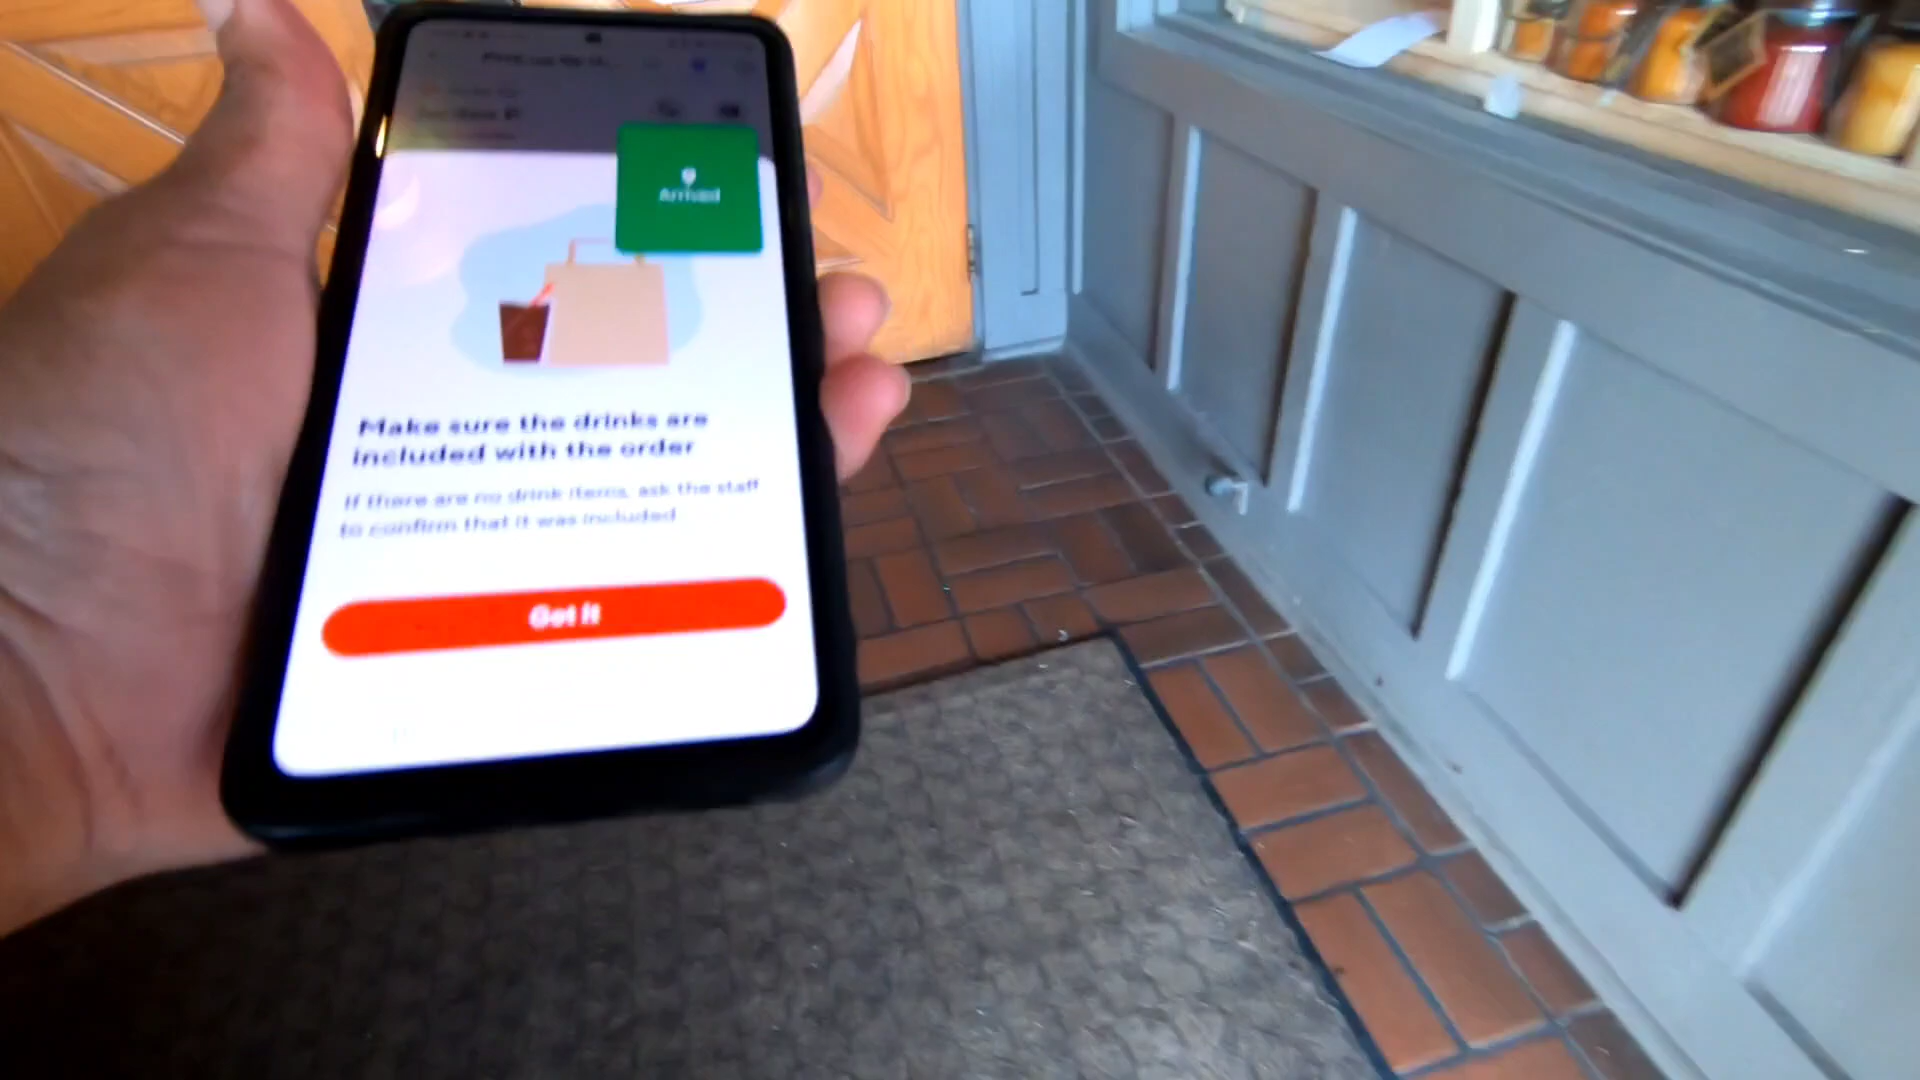 Arrived
Make sure the drinks are
included with the order
If there are no drink items, ask the staff
to confirm that it was included
Got it